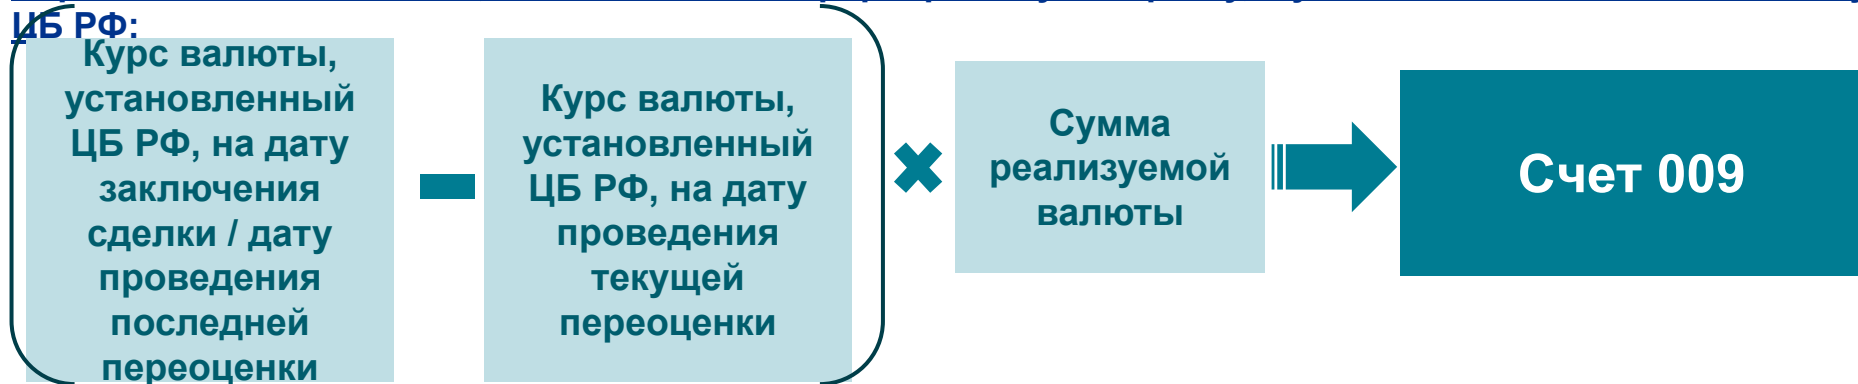 ЦБ РФ:
Курс валюты,
установленный
ЦБ РФ, на дату
заключения
сделки / дату
проведения
последней
переоценки
Курс валюты,
установленный
ЦБ РФ, на дату
проведения
текущей
переоценки
Сумма
реализуемой
валюты
Счет 009